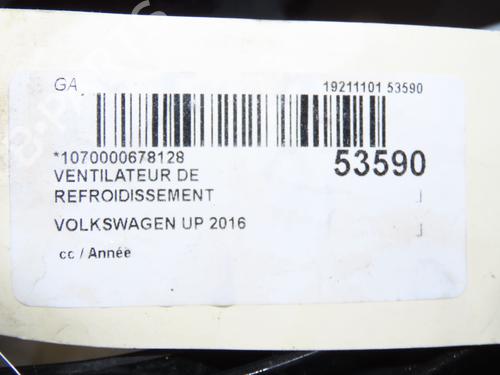 GA
19211101 53590
*1070000678128
53590
VENTILATEUR DE
REFROIDISSEMENT
VOLKSWAGEN UP 2016
cc / Année